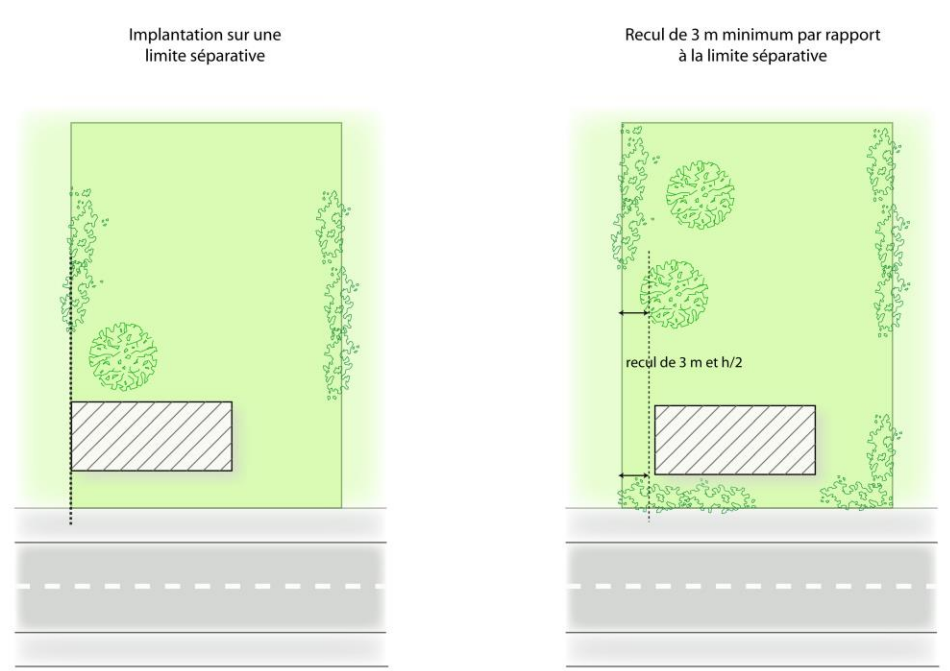 Implantation sur une
limite séparative
Recul de 3 m minimum par rapport
à la limite séparative
recul de 3 m et h/2